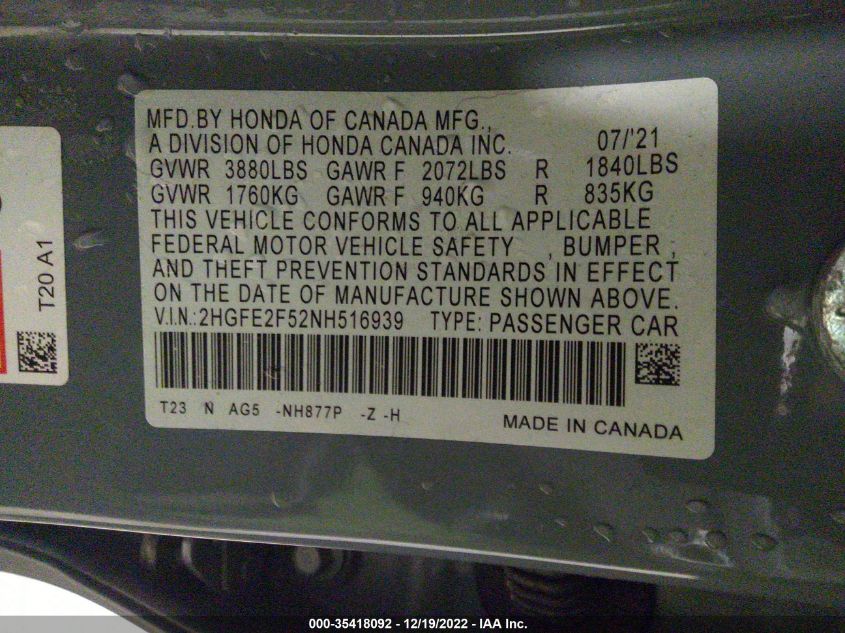 MFD.BY HONDA OF CANADA MFG.,
A DIVISION OF HONDA CANADA INC. 07/'21
GVWR 3880LBS GAWR F 2072LBS R 1840LBS
GVWR 1760KG GAWR F 940KG R 835KG
THIS VEHICLE CONFORMS TO ALL APPLICABLE
FEDERAL MOTOR VEHICLE SAFETY , BUMPER ,
AND THEFT PREVENTION STANDARDS IN EFFECT
ON THE DATE OF MANUFACTURE SHOWN ABOVE.
V.I.N.:2HGFE2F52NH516939 TYPE: PASSENGER CAR
T23 N AG5 -NH877P -Z -H
MADE IN CANADA
T20 A1
000-35418092 - 12/19/2022 - IAA Inc.